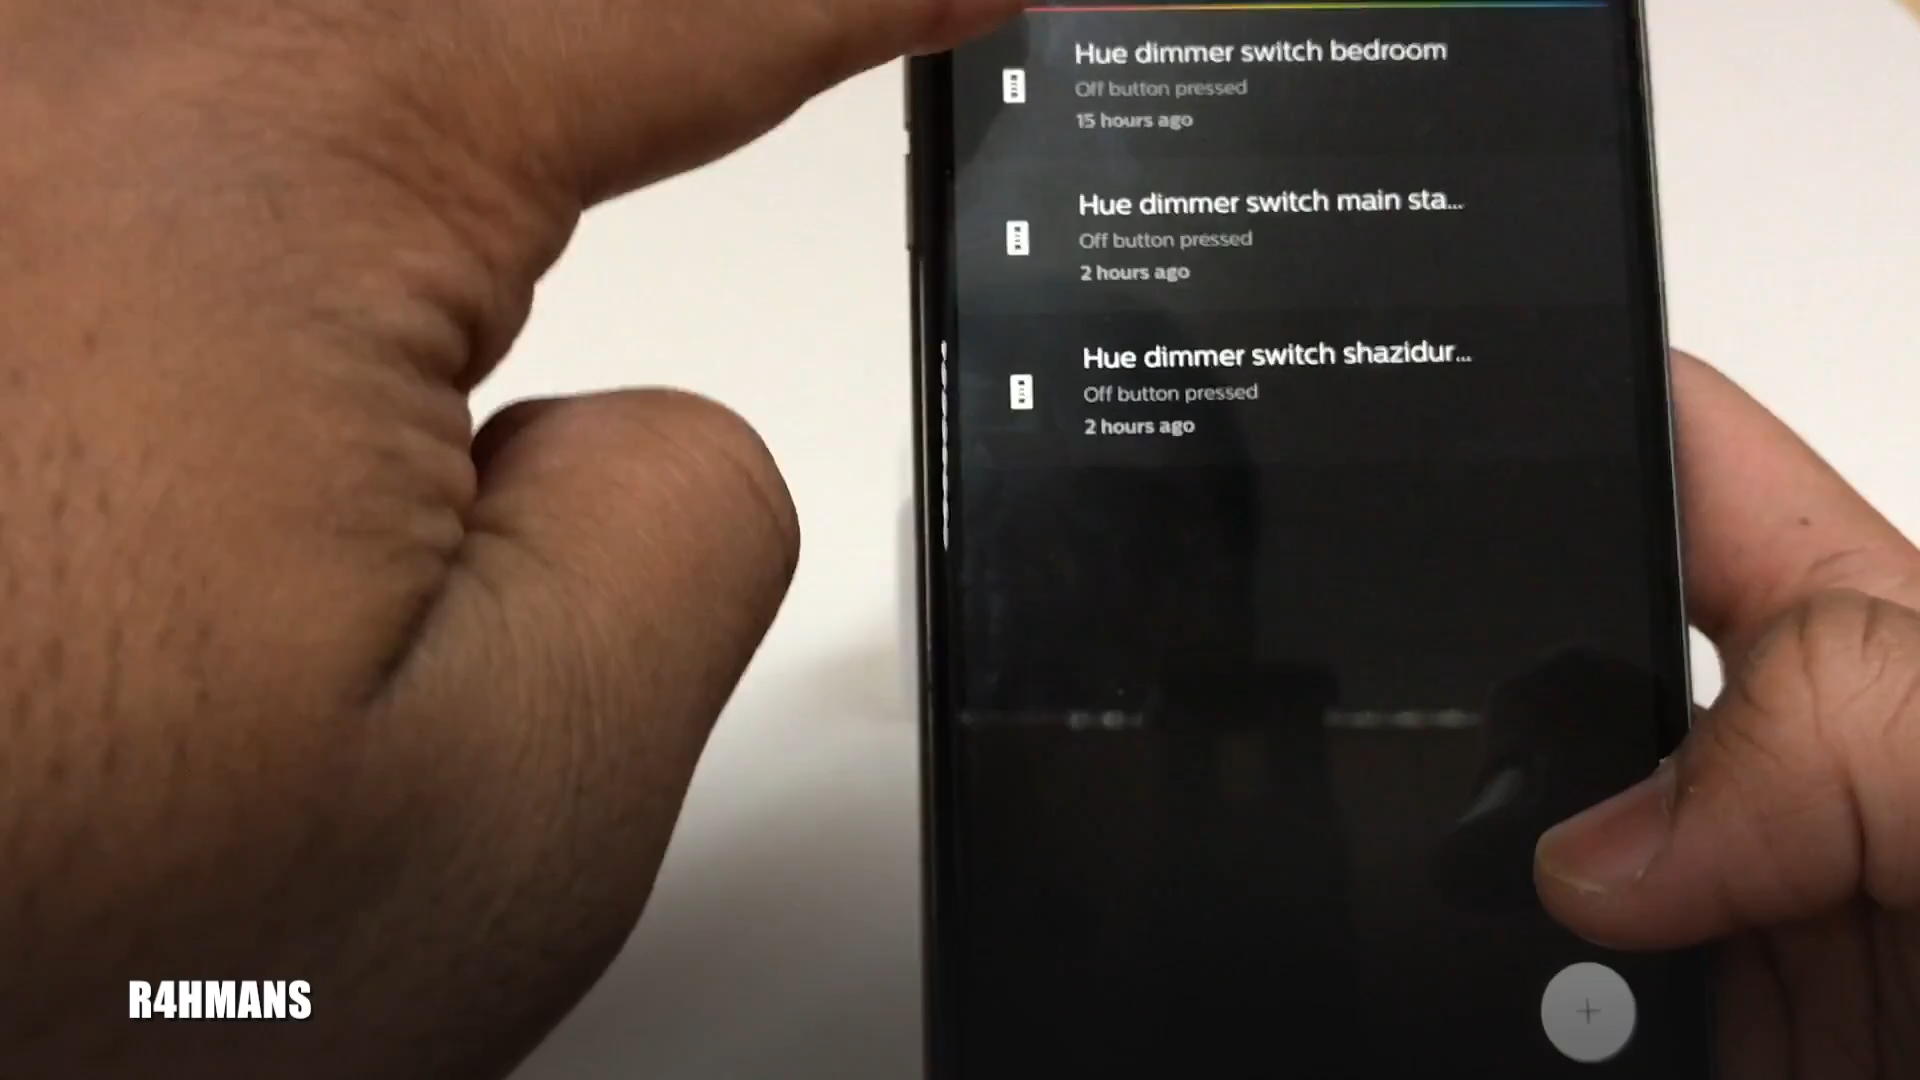 Hue dimmer switch bedroom
Off button pressed
15 hours ago
Hue dimmer switch main sta...
Off button pressed
2 hours ago
Hue dimmer switch shazidur...
Off button pressed
2 hours ago
R4HMANS